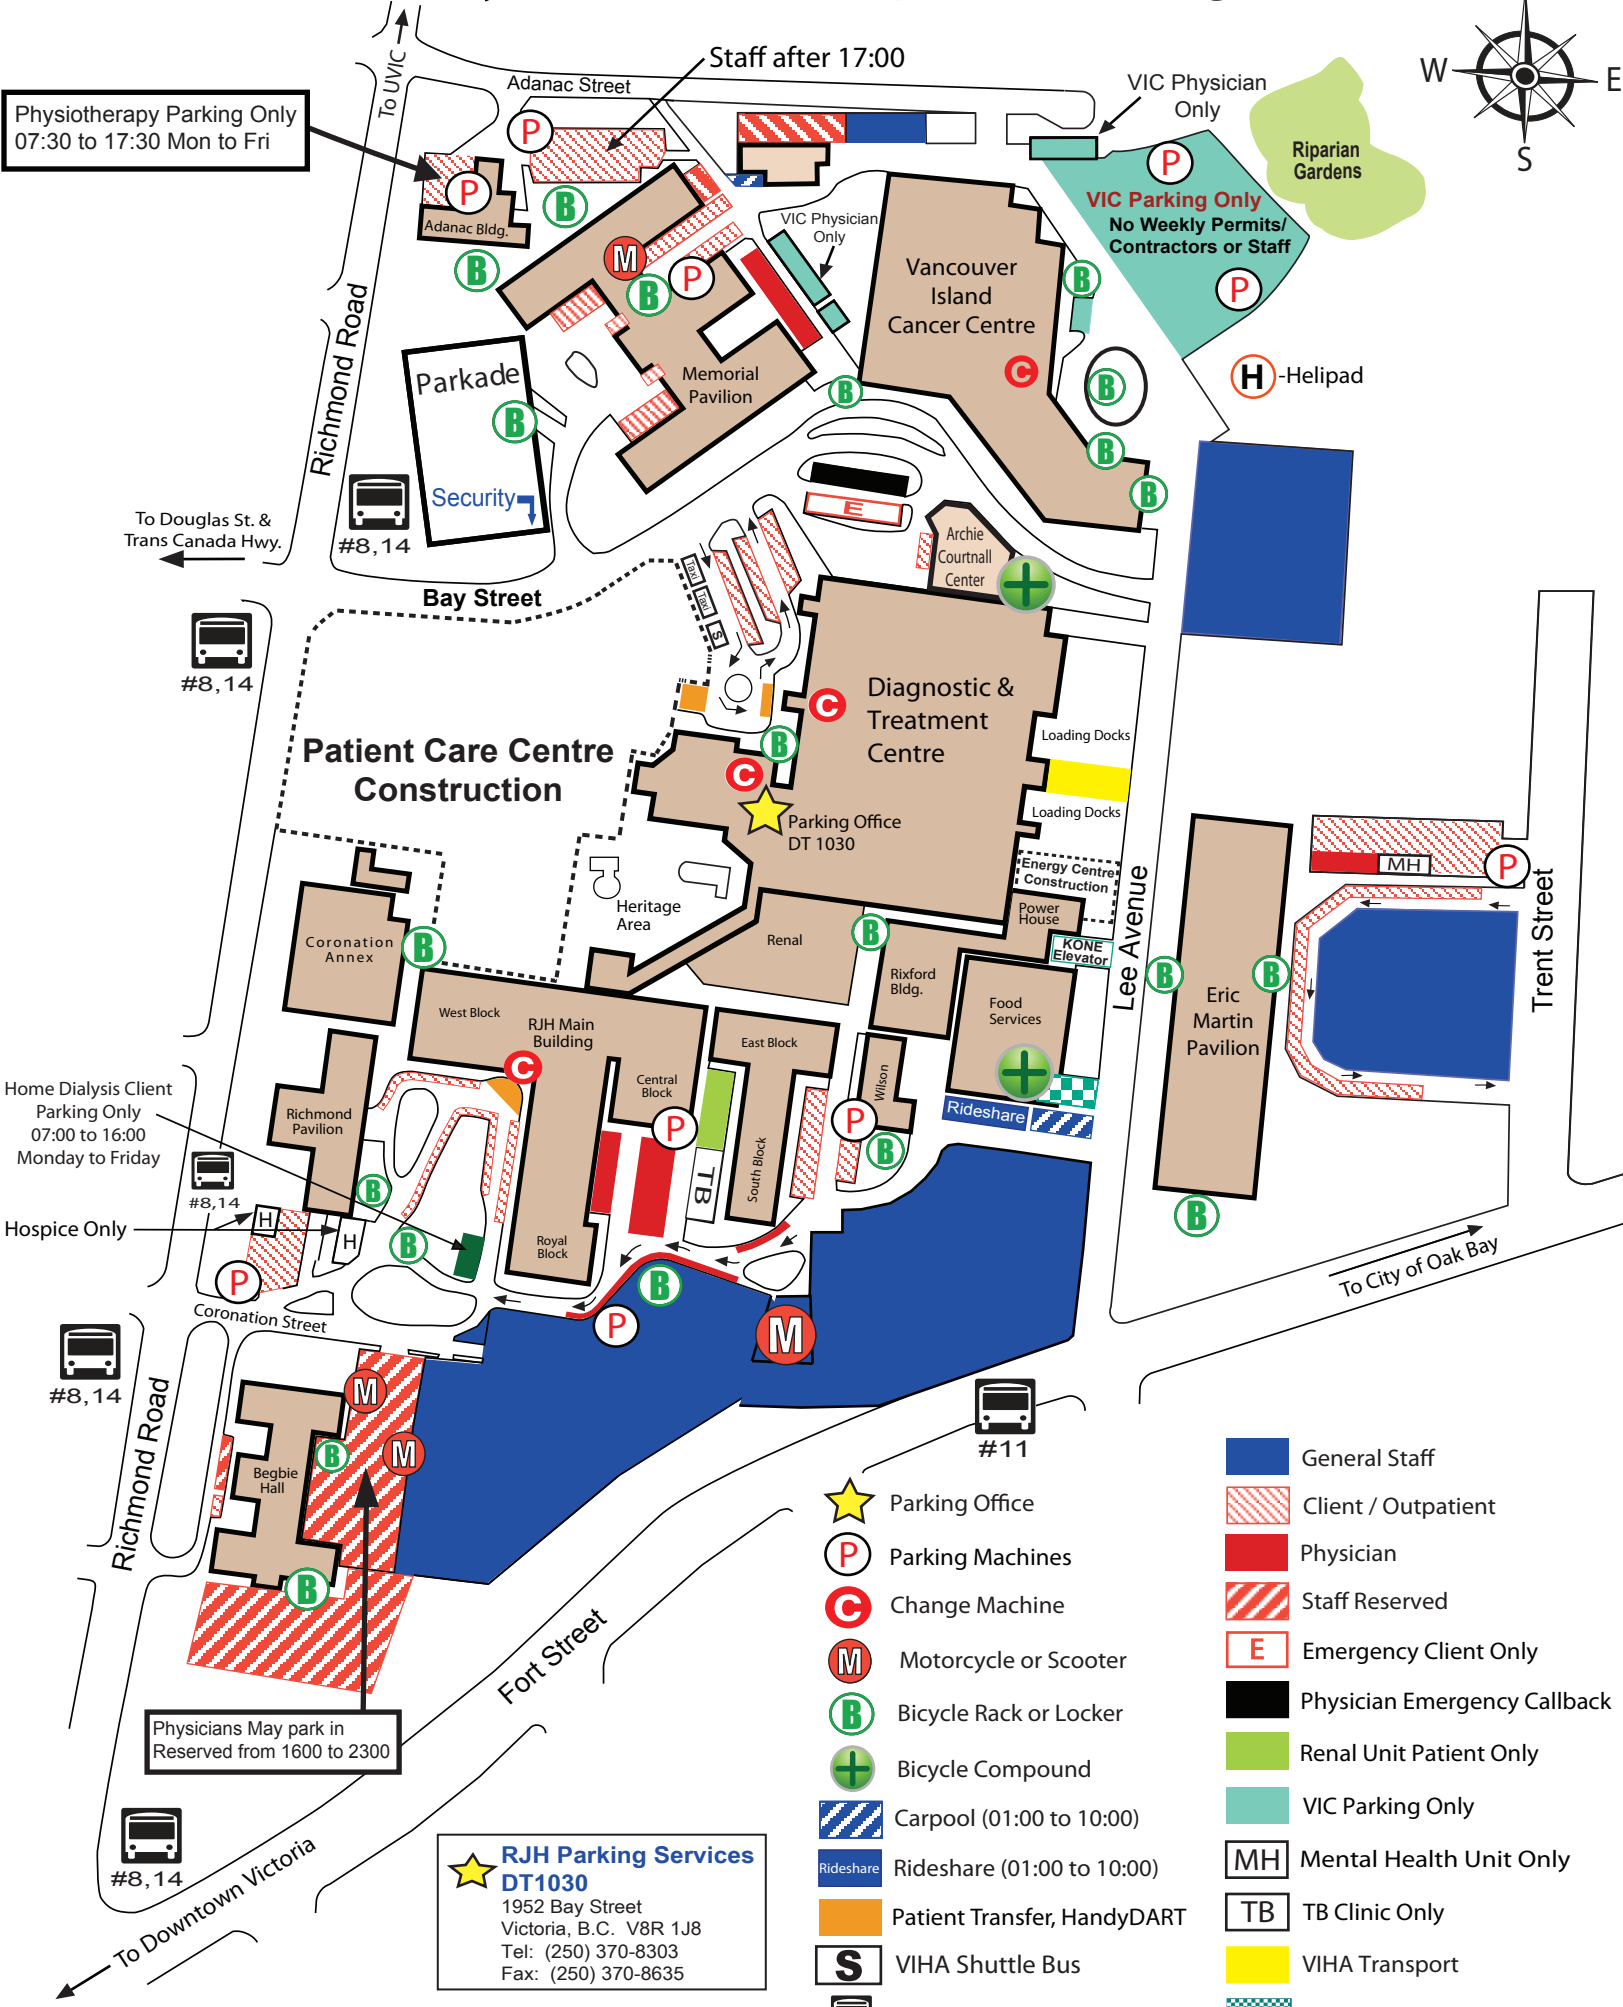 Staff after 17:00
Adanac Street
To UVIC
Physiotherapy Parking Only
07:30 to 17:30 Mon to Fri
VIC Physician
Only
W
E
S
Riparian
Gardens
P
P
VIC Parking Only
No Weekly Permits/
Contractors or Staff
P
P
Adanac Bldg.
B
B
M
B
P
VIC Physician
Only
Vancouver
Island
Cancer Centre
B
C
B
B
B
B
H -Helipad
Richmond Road
Parkade
B
Security
Memorial
Pavilion
#8,14
To Douglas St. &
Trans Canada Hwy.
E
Archie
Courtnall
Center
Taxi
Taxi
S
Bay Street
#8,14
Patient Care Centre
Construction
Diagnostic &
Treatment
Centre
C
B
C
Parking Office
DT 1030
Loading Docks
Loading Docks
Energy Centre
Construction
Power
House
KONE
Elevator
Lee Avenue
Heritage
Area
Renal
B
Rixford
Bldg.
Food
Services
Coronation
Annex
B
West Block
RJH Main
Building
C
Central
Block
P
East Block
South Block
TB
Wilson
P
B
Rideshare
B
B
Eric
Martin
Pavilion
B
MH
P
Trent Street
Home Dialysis Client
Parking Only
07:00 to 16:00
Monday to Friday
Richmond
Pavilion
#8,14
Hospice Only
H
H
B
B
P
Royal
Block
Coronation Street
B
P
M
To City of Oak Bay
#8,14
Richmond Road
M
M
B
Begbie
Hall
B
#11
Fort Street
Physicians May park in
Reserved from 1600 to 2300
#8,14
To Downtown Victoria
RJH Parking Services
DT1030
1952 Bay Street
Victoria, B.C. V8R 1J8
Tel: (250) 370-8303
Fax: (250) 370-8635
Parking Office
P Parking Machines
C Change Machine
M Motorcycle or Scooter
B Bicycle Rack or Locker
Bicycle Compound
Carpool (01:00 to 10:00)
Rideshare Rideshare (01:00 to 10:00)
Patient Transfer, HandyDART
S VIHA Shuttle Bus
General Staff
Client / Outpatient
Physician
Staff Reserved
E Emergency Client Only
Physician Emergency Callback
Renal Unit Patient Only
VIC Parking Only
MH Mental Health Unit Only
TB TB Clinic Only
VIHA Transport